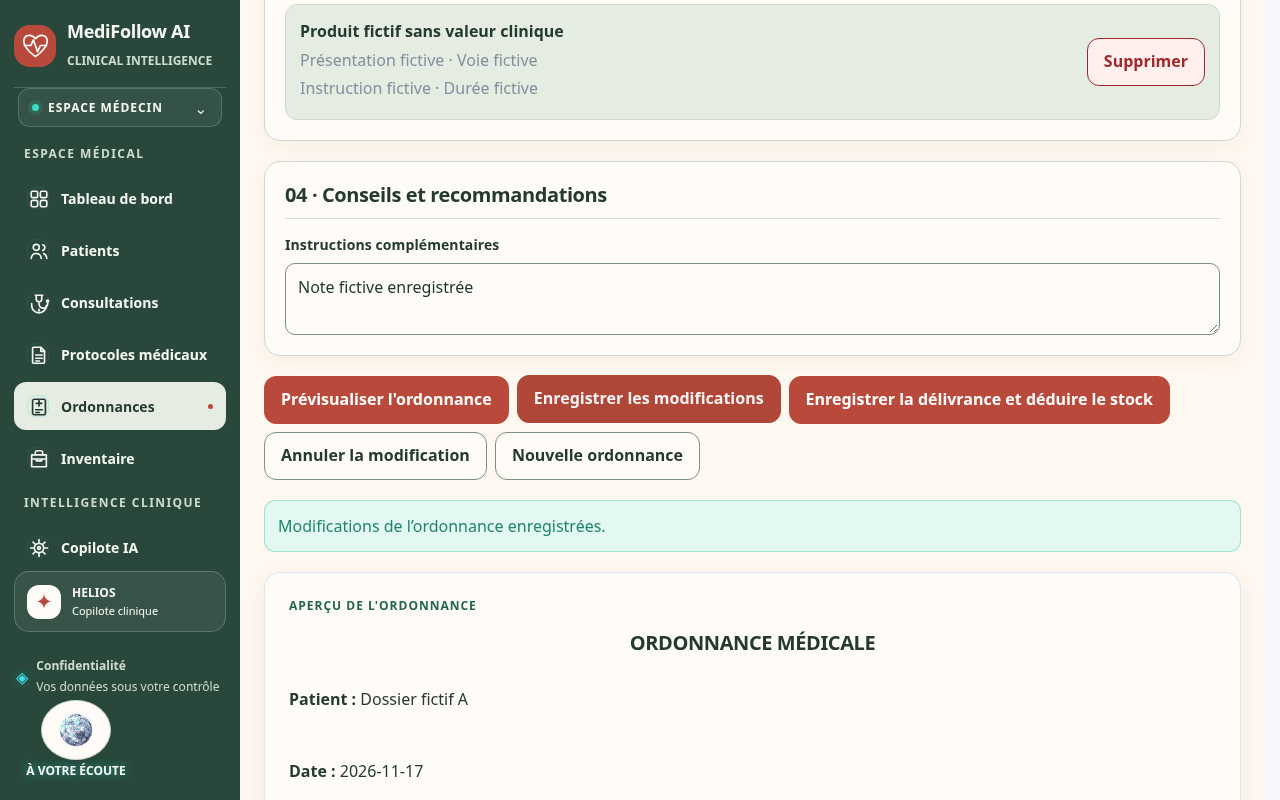 MediFollow AI
CLINICAL INTELLIGENCE
ESPACE MÉDECIN
ESPACE MÉDICAL
Tableau de bord
Patients
Consultations
Protocoles médicaux
Ordonnances
Inventaire
INTELLIGENCE CLINIQUE
Copilote IA
HELIOS
Copilote clinique
Confidentialité
Vos données sous votre contrôle
À VOTRE ÉCOUTE
Produit fictif sans valeur clinique
Présentation fictive · Voie fictive
Instruction fictive · Durée fictive
Supprimer
04 · Conseils et recommandations
Instructions complémentaires
Note fictive enregistrée
Prévisualiser l'ordonnance
Enregistrer les modifications
Enregistrer la délivrance et déduire le stock
Annuler la modification
Nouvelle ordonnance
Modifications de l’ordonnance enregistrées.
APERÇU DE L'ORDONNANCE
ORDONNANCE MÉDICALE
Patient : Dossier fictif A
Date : 2026-11-17